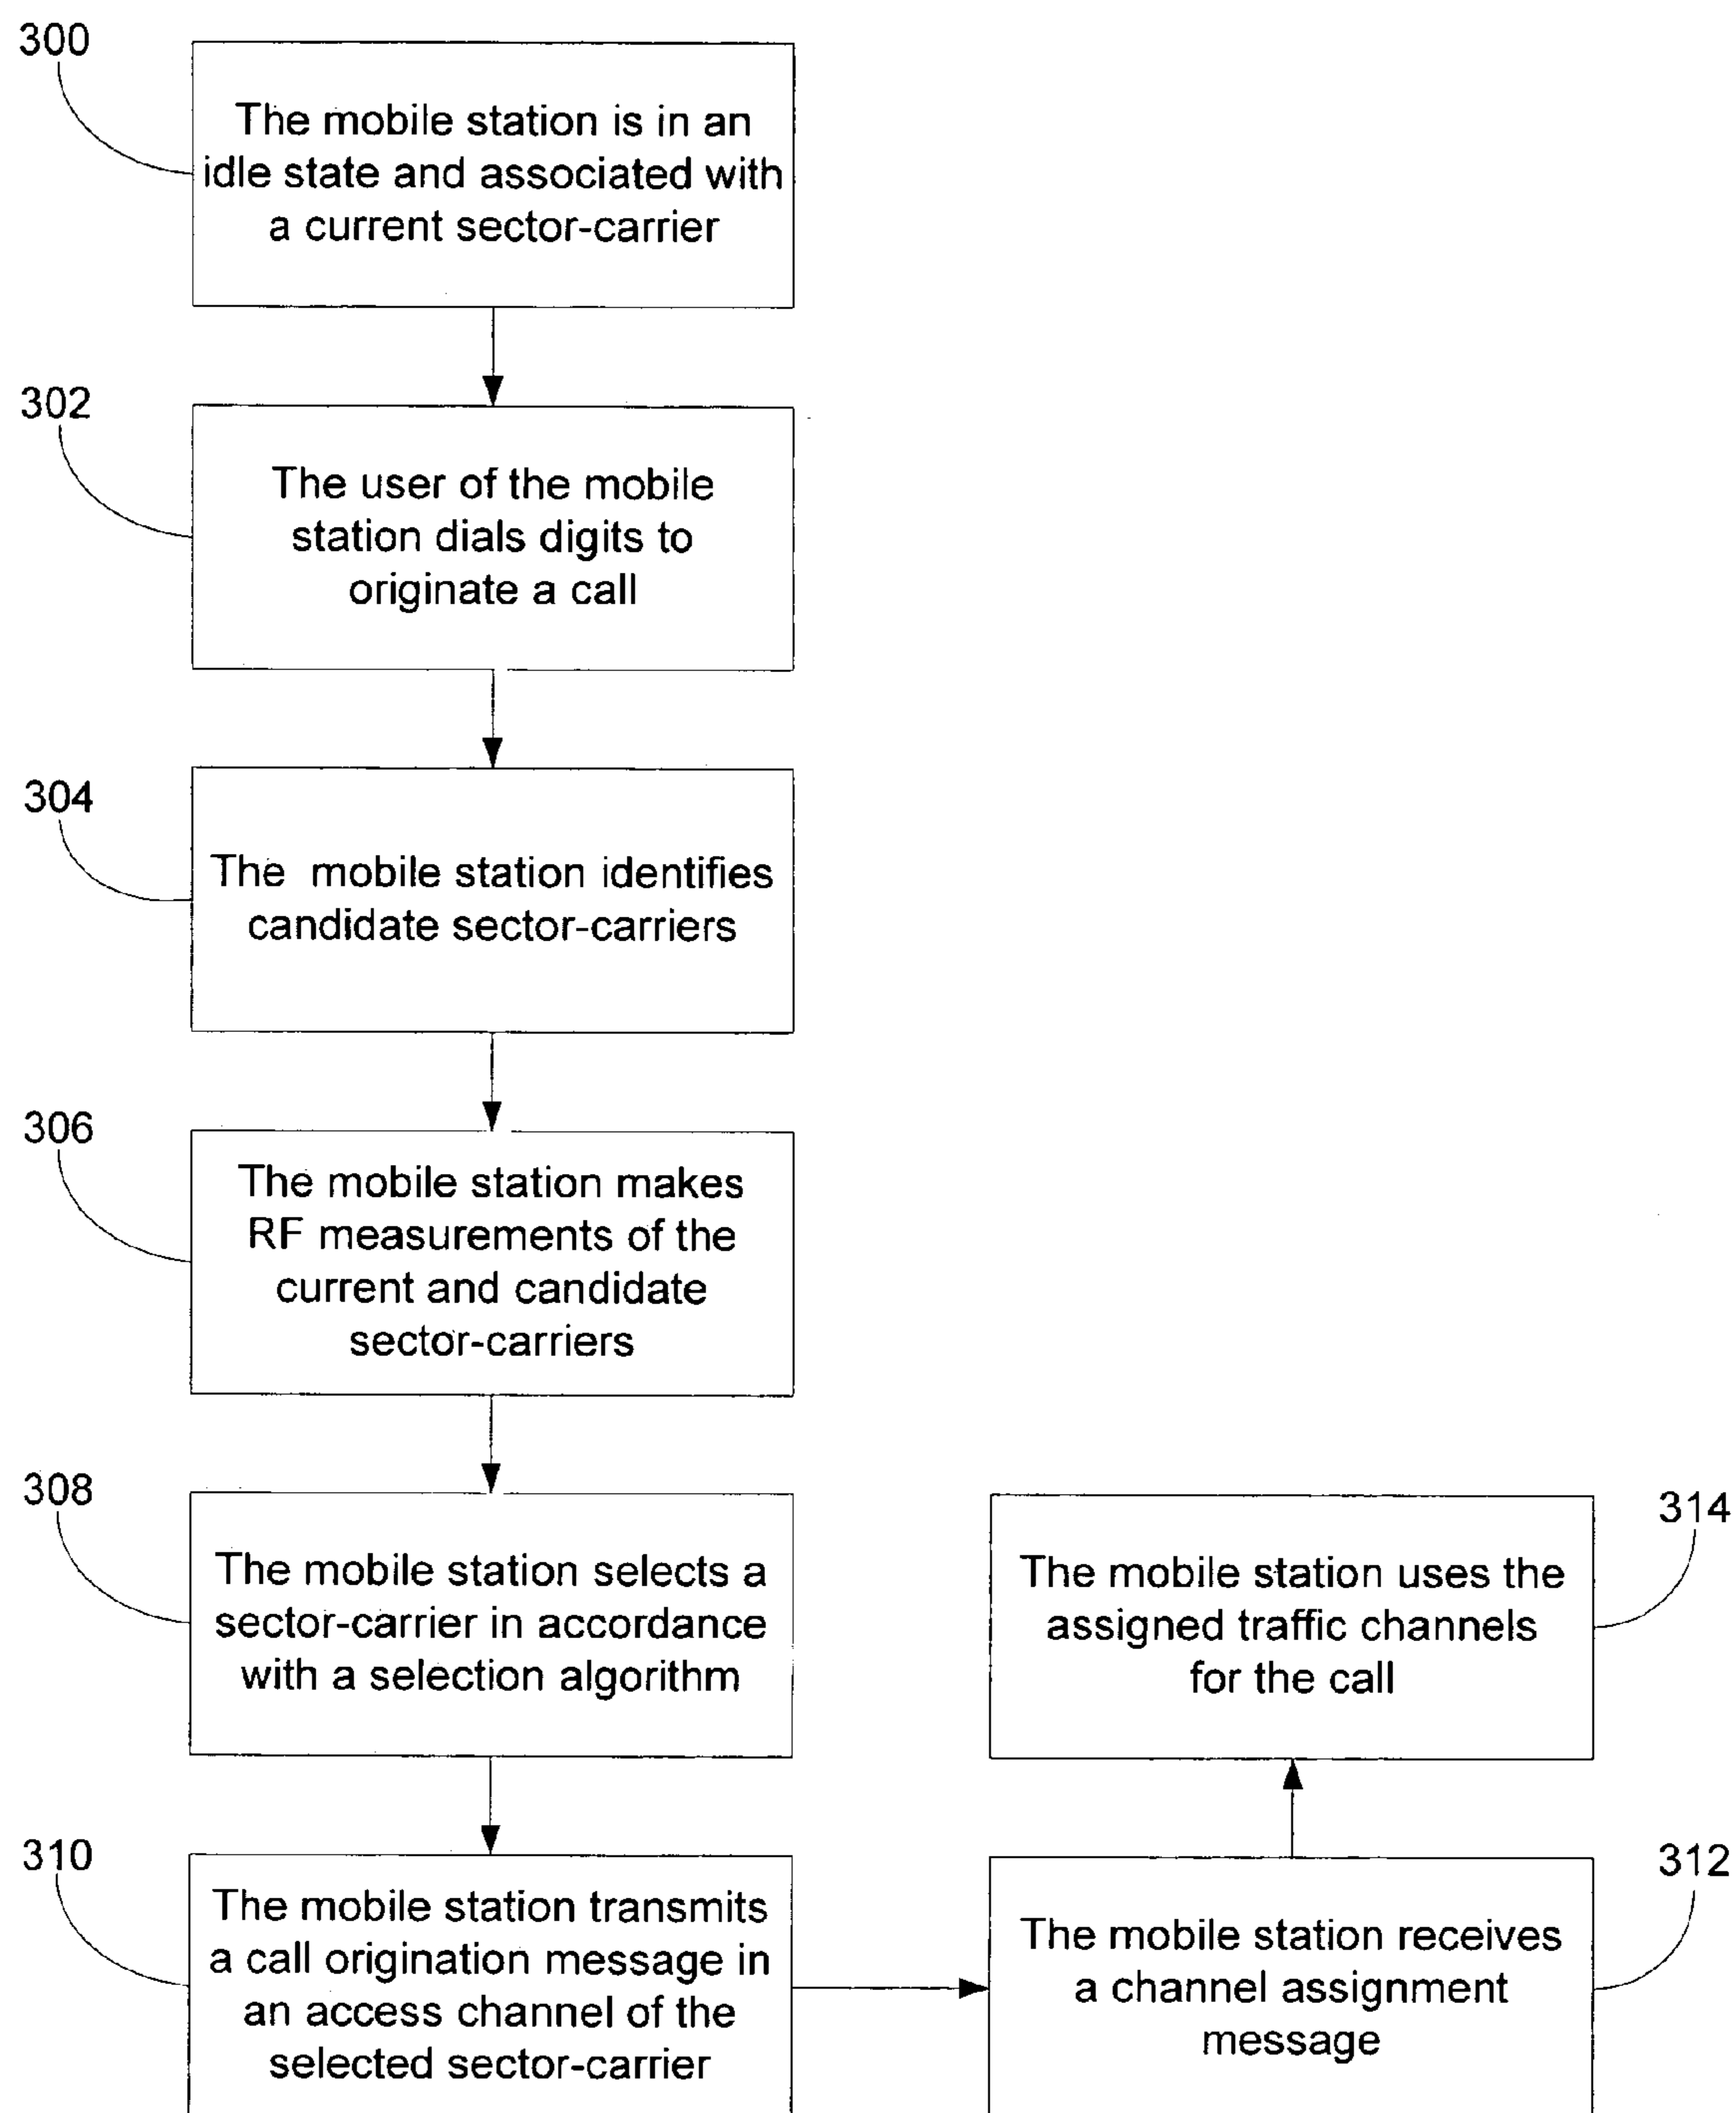 300
The mobile station is in an
idle state and associated with
a current sector-carrier
302
The user of the mobile
station dials digits to
originate a call
304
The mobile station identifies
candidate sector-carriers
306
The mobile station makes
RF measurements of the
current and candidate
sector-carriers
308
The mobile station selects a
sector-carrier in accordance
with a selection algorithm
310
The mobile station transmits
a call origination message in
an access channel of the
selected sector-carrier
312
The mobile station receives
a channel assignment
message
314
The mobile station uses the
assigned traffic channels
for the call